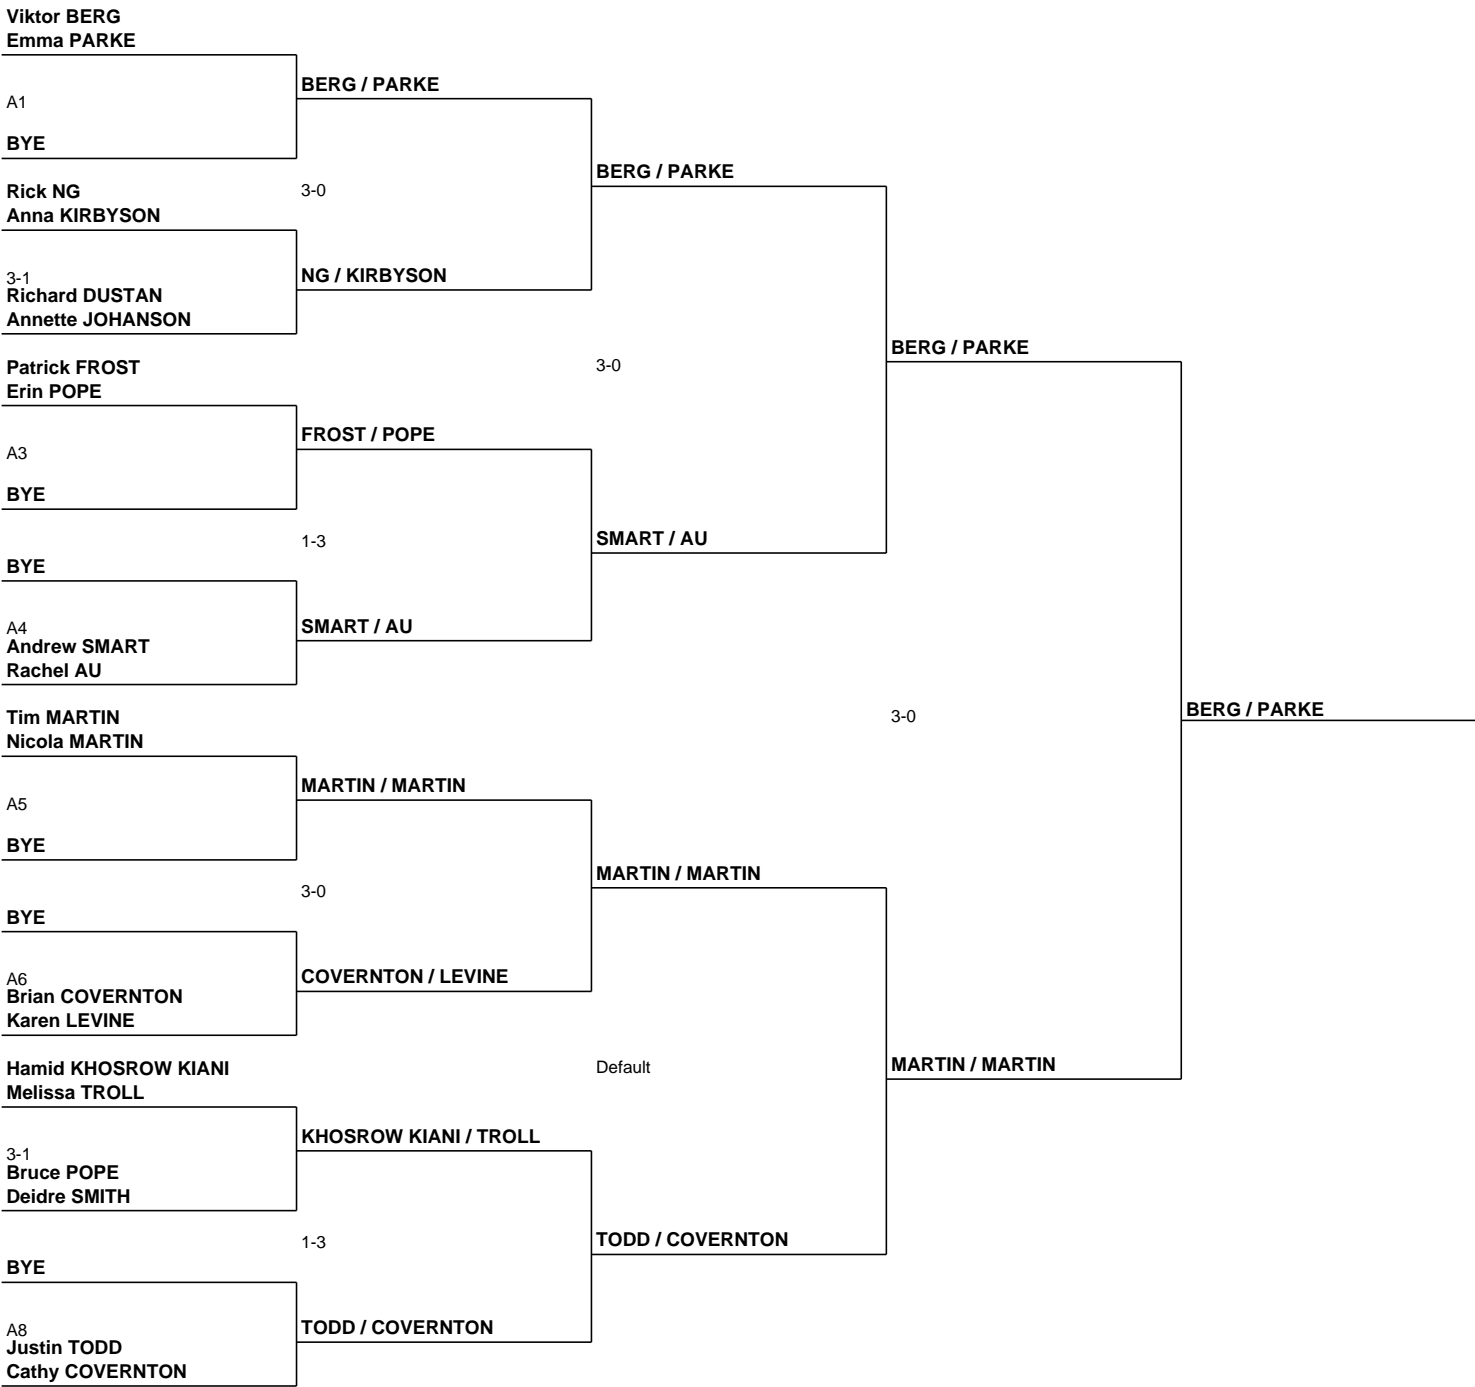 Viktor BERG
Emma PARKE
BERG / PARKE
A1
BYE
BERG / PARKE
Rick NG
3-0
Anna KIRBYSON
NG / KIRBYSON
3-1
Richard DUSTAN
Annette JOHANSON
BERG / PARKE
Patrick FROST
3-0
Erin POPE
FROST / POPE
A3
BYE
SMART / AU
1-3
BYE
SMART / AU
A4
Andrew SMART
Rachel AU
BERG / PARKE
Tim MARTIN
3-0
Nicola MARTIN
MARTIN / MARTIN
A5
BYE
MARTIN / MARTIN
3-0
BYE
COVERNTON / LEVINE
A6
Brian COVERNTON
Karen LEVINE
MARTIN / MARTIN
Hamid KHOSROW KIANI
Default
Melissa TROLL
KHOSROW KIANI / TROLL
3-1
Bruce POPE
Deidre SMITH
TODD / COVERNTON
1-3
BYE
TODD / COVERNTON
A8
Justin TODD
Cathy COVERNTON